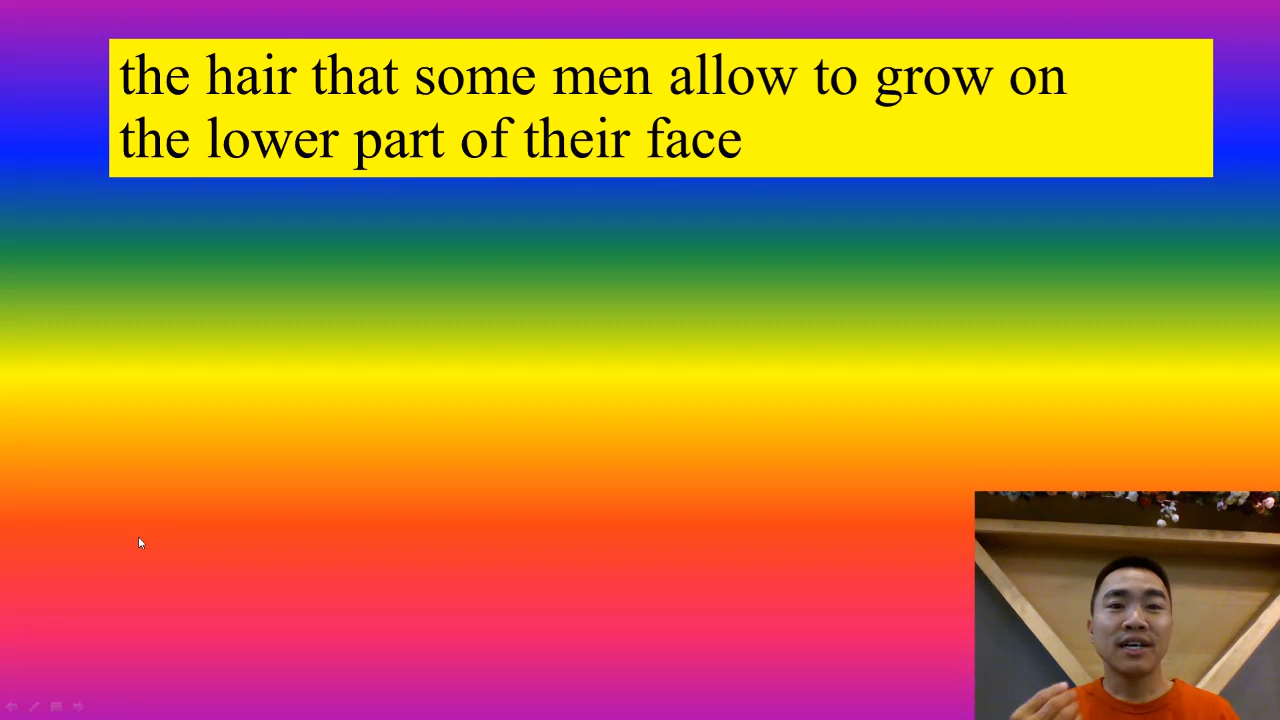 the hair that some men allow to grow on
the lower part of their face